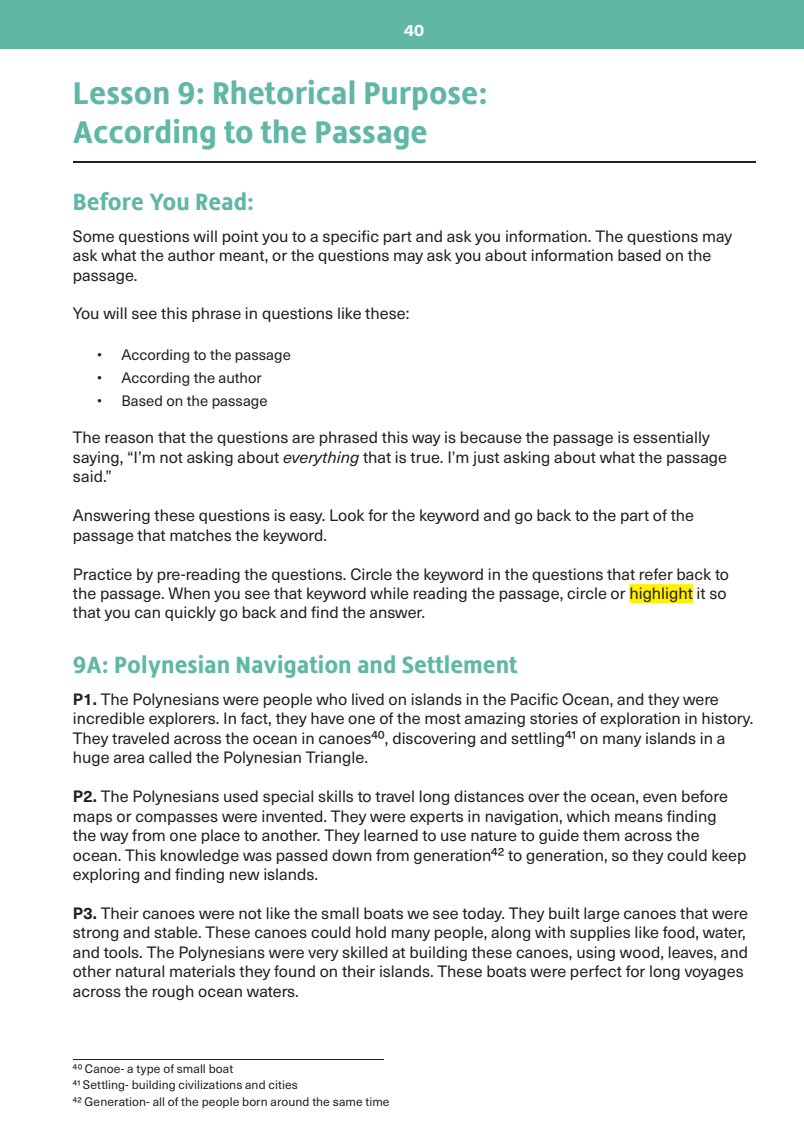 40
Lesson 9: Rhetorical Purpose:
According to the Passage
Before You Read:
Some questions will point you to a specific part and ask you information. The questions may
ask what the author meant, or the questions may ask you about information based on the
passage.
You will see this phrase in questions like these:
• According to the passage
• According the author
• Based on the passage
The reason that the questions are phrased this way is because the passage is essentially
saying, “I’m not asking about everything that is true. I’m just asking about what the passage
said.”
Answering these questions is easy. Look for the keyword and go back to the part of the
passage that matches the keyword.
Practice by pre-reading the questions. Circle the keyword in the questions that refer back to
the passage. When you see that keyword while reading the passage, circle or highlight it so
that you can quickly go back and find the answer.
9A: Polynesian Navigation and Settlement
P1. The Polynesians were people who lived on islands in the Pacific Ocean, and they were
incredible explorers. In fact, they have one of the most amazing stories of exploration in history.
They traveled across the ocean in canoes⁴⁰, discovering and settling⁴¹ on many islands in a
huge area called the Polynesian Triangle.
P2. The Polynesians used special skills to travel long distances over the ocean, even before
maps or compasses were invented. They were experts in navigation, which means finding
the way from one place to another. They learned to use nature to guide them across the
ocean. This knowledge was passed down from generation⁴² to generation, so they could keep
exploring and finding new islands.
P3. Their canoes were not like the small boats we see today. They built large canoes that were
strong and stable. These canoes could hold many people, along with supplies like food, water,
and tools. The Polynesians were very skilled at building these canoes, using wood, leaves, and
other natural materials they found on their islands. These boats were perfect for long voyages
across the rough ocean waters.
⁴⁰ Canoe- a type of small boat
⁴¹ Settling- building civilizations and cities
⁴² Generation- all of the people born around the same time